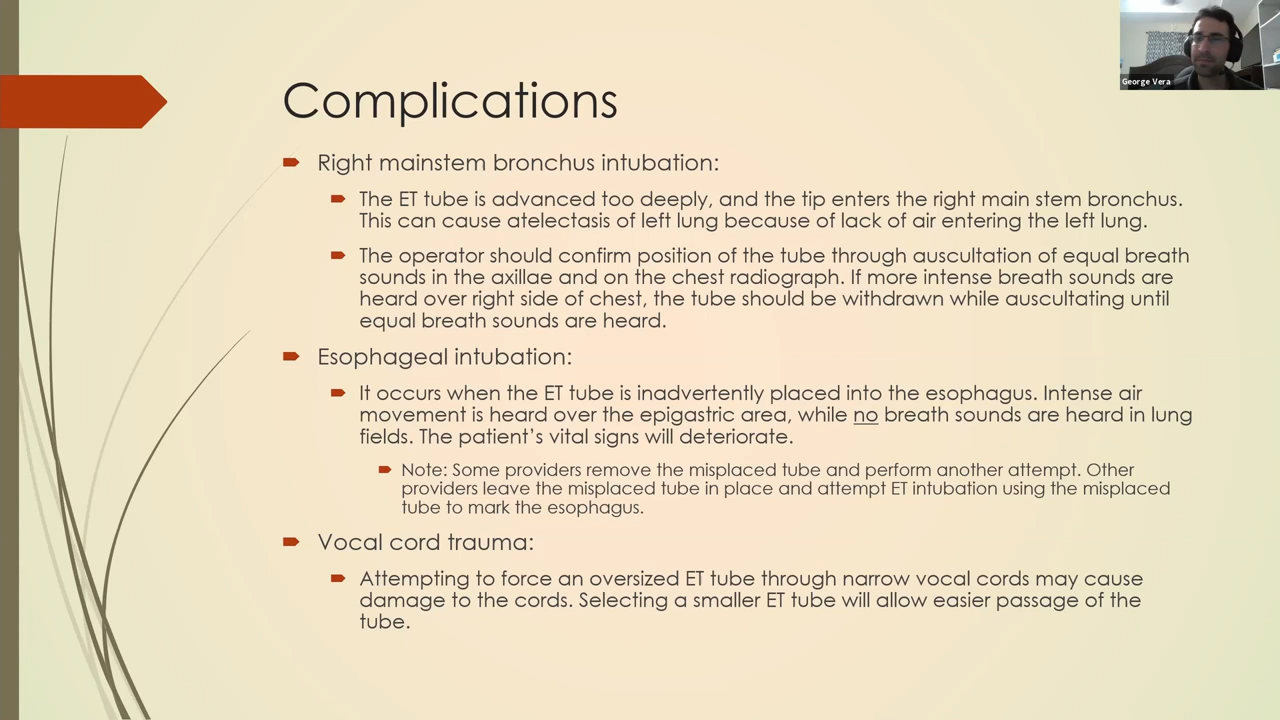 George Vera
Complications
Right mainstem bronchus intubation:
The ET tube is advanced too deeply, and the tip enters the right main stem bronchus.
This can cause atelectasis of left lung because of lack of air entering the left lung.
The operator should confirm position of the tube through auscultation of equal breath
sounds in the axillae and on the chest radiograph. If more intense breath sounds are
heard over right side of chest, the tube should be withdrawn while auscultating until
equal breath sounds are heard.
Esophageal intubation:
It occurs when the ET tube is inadvertently placed into the esophagus. Intense air
movement is heard over the epigastric area, while no breath sounds are heard in lung
fields. The patient’s vital signs will deteriorate.
Note: Some providers remove the misplaced tube and perform another attempt. Other
providers leave the misplaced tube in place and attempt ET intubation using the misplaced
tube to mark the esophagus.
Vocal cord trauma:
Attempting to force an oversized ET tube through narrow vocal cords may cause
damage to the cords. Selecting a smaller ET tube will allow easier passage of the
tube.